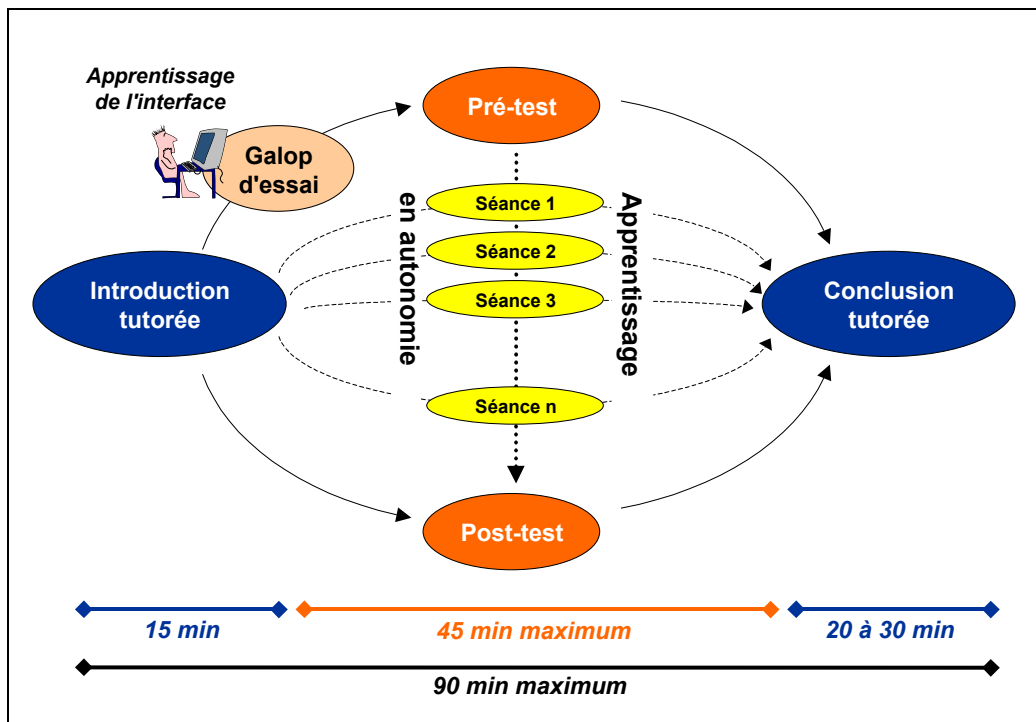 Apprentissage
de l'interface
Galop
d'essai
Pré-test
en autonomie
Séance 1
Séance 2
Séance 3
Séance n
Apprentissage
Introduction
tutorée
Conclusion
tutorée
Post-test
15 min
45 min maximum
20 à 30 min
90 min maximum